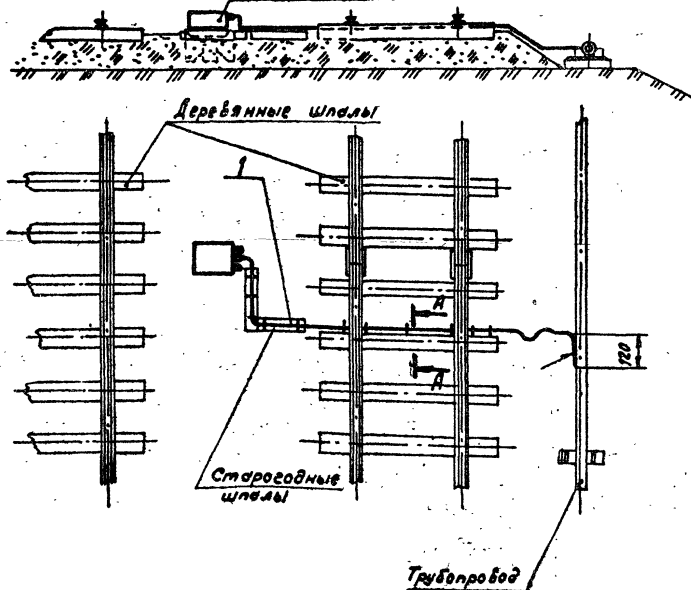 Деревянные шпалы
1
А
А
120
Старогодные
шпалы
Трубопровод